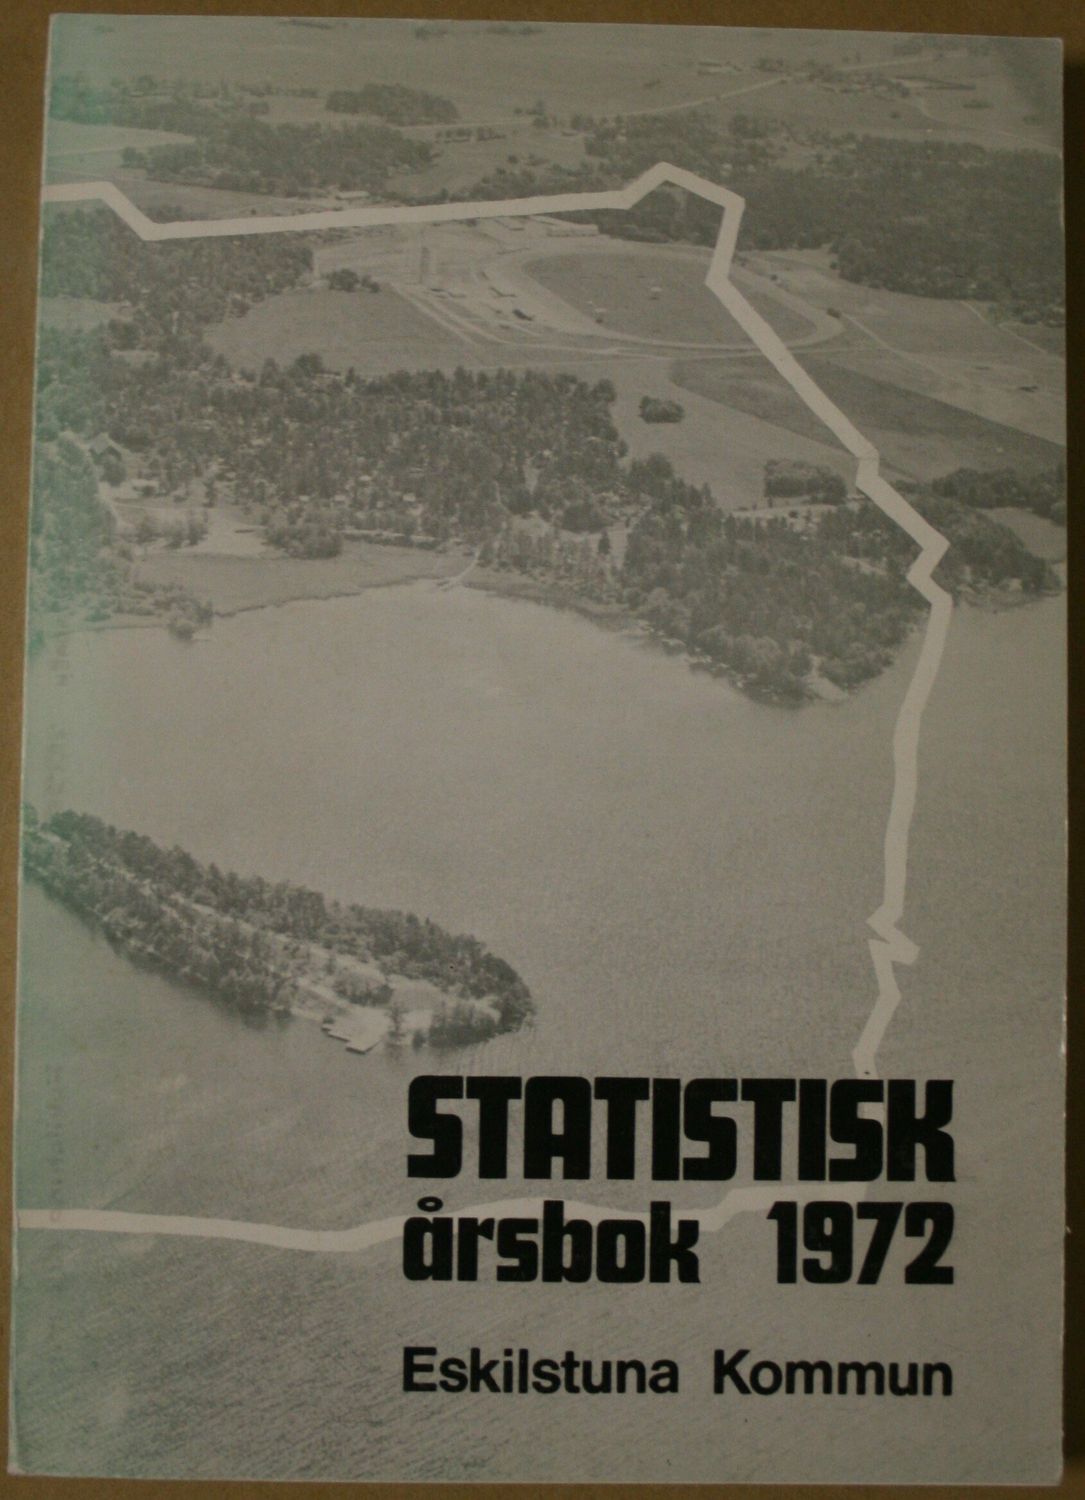 STATISTISK
årsbok 1972
Eskilstuna Kommun